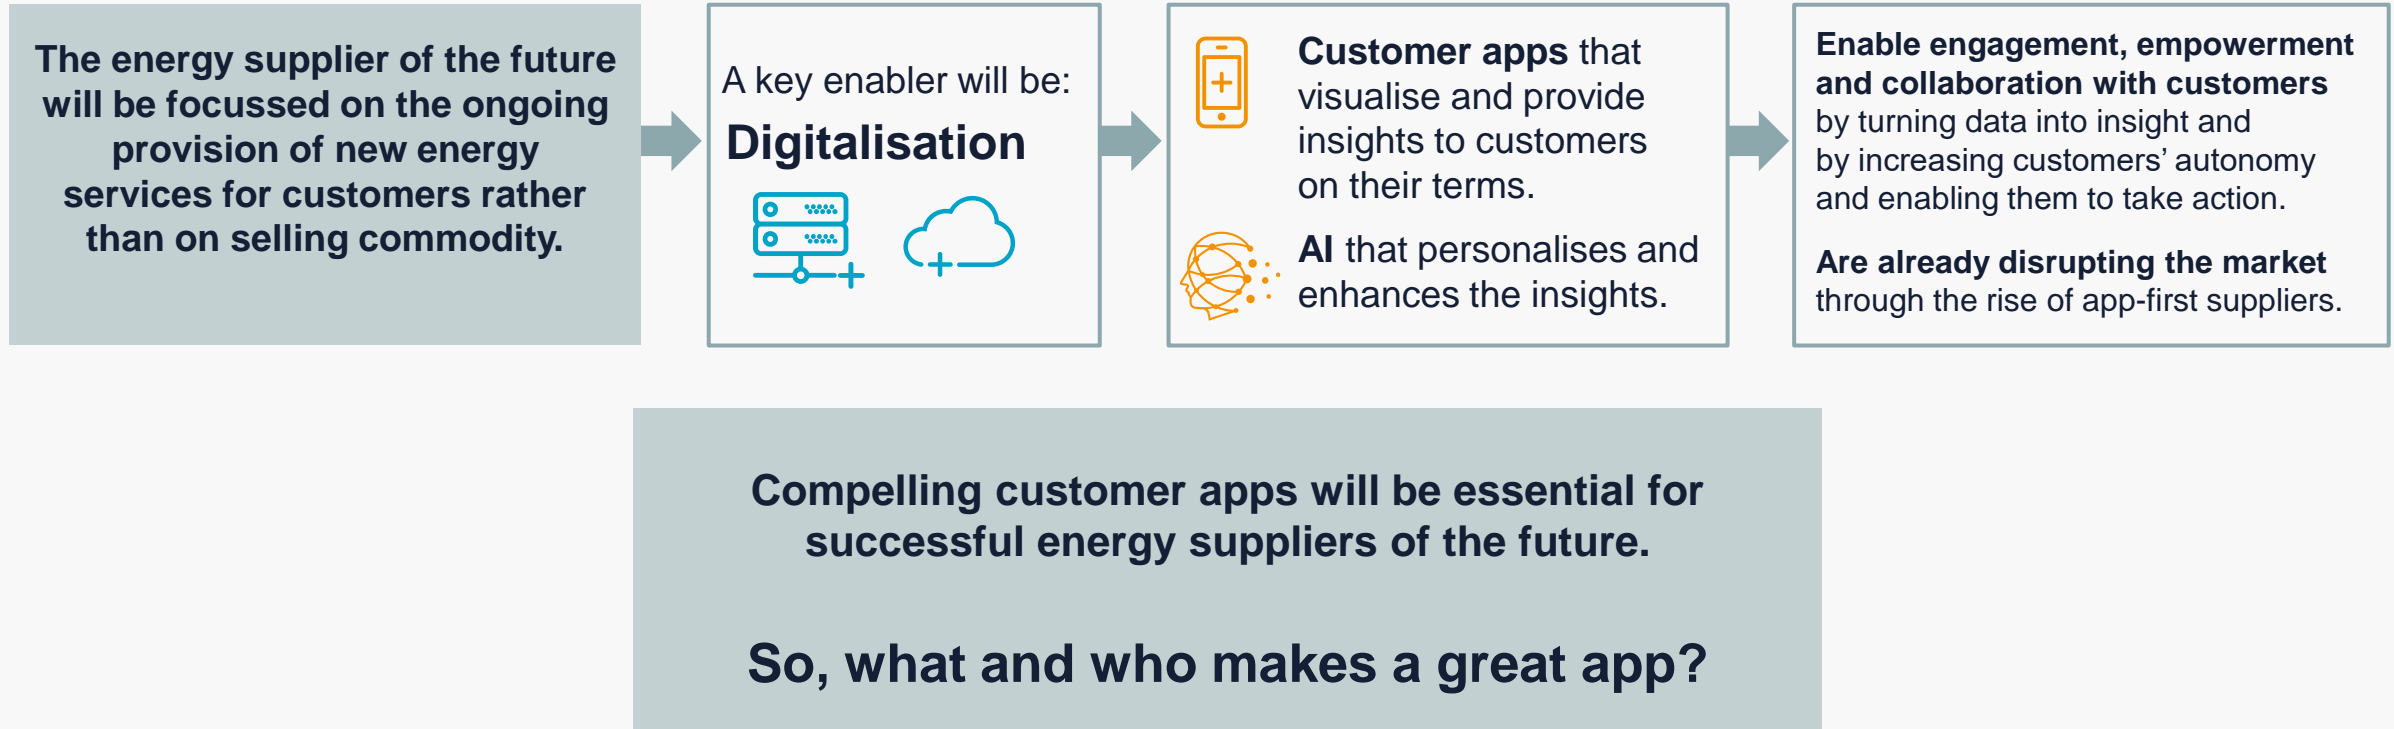 The energy supplier of the future
will be focussed on the ongoing
provision of new energy
services for customers rather
than on selling commodity.
A key enabler will be:
Digitalisation
Customer apps that
visualise and provide
insights to customers
on their terms.
AI that personalises and
enhances the insights.
Enable engagement, empowerment
and collaboration with customers
by turning data into insight and
by increasing customers’ autonomy
and enabling them to take action.
Are already disrupting the market
through the rise of app-first suppliers.
Compelling customer apps will be essential for
successful energy suppliers of the future.
So, what and who makes a great app?